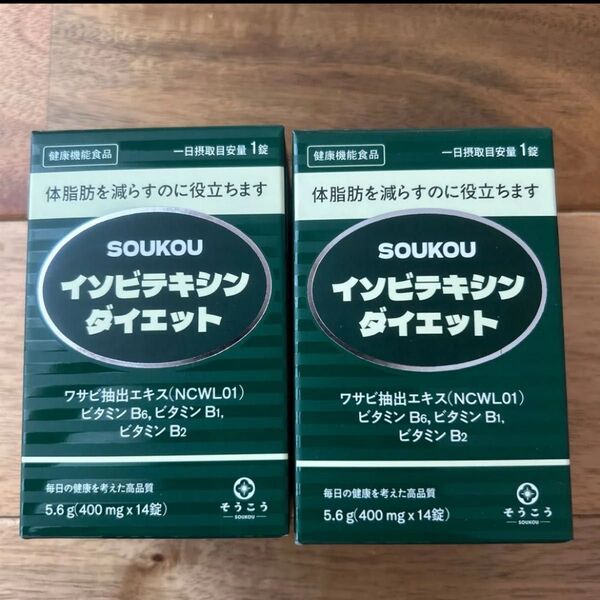 健康機能食品 一日摂取目安量 1錠
体脂肪を減らすのに役立ちます
SOUKOU
イソビテキシン
ダイエット
ワサビ抽出エキス(NCWL01)
ビタミン B6, ビタミン B1,
ビタミン B2
毎日の健康を考えた高品質
5.6 g(400 mg x 14錠)
そうこう
SOUKOU
健康機能食品 一日摂取目安量 1錠
体脂肪を減らすのに役立ちます
SOUKOU
イソビテキシン
ダイエット
ワサビ抽出エキス(NCWL01)
ビタミン B6, ビタミン B1,
ビタミン B2
毎日の健康を考えた高品質
5.6 g(400 mg x 14錠)
そうこう
SOUKOU